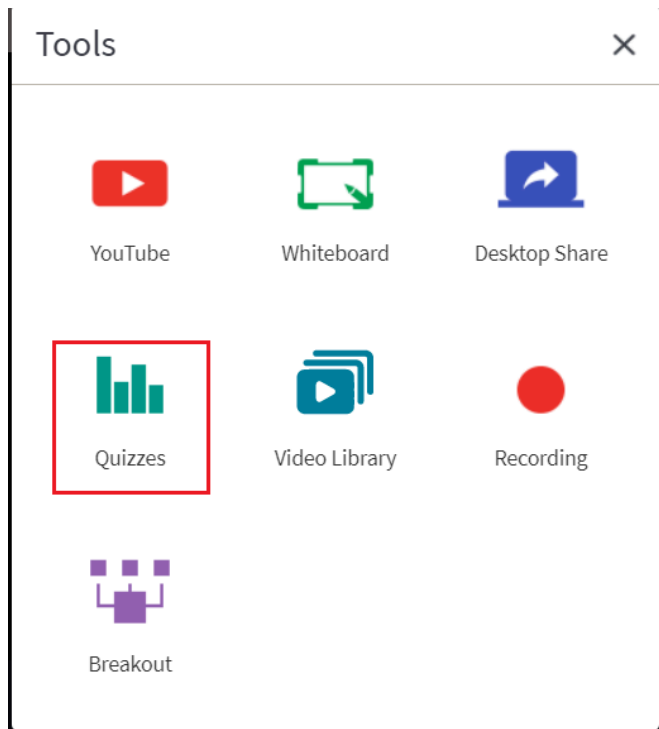 Tools
YouTube
Whiteboard
Desktop Share
Quizzes
Video Library
Recording
Breakout